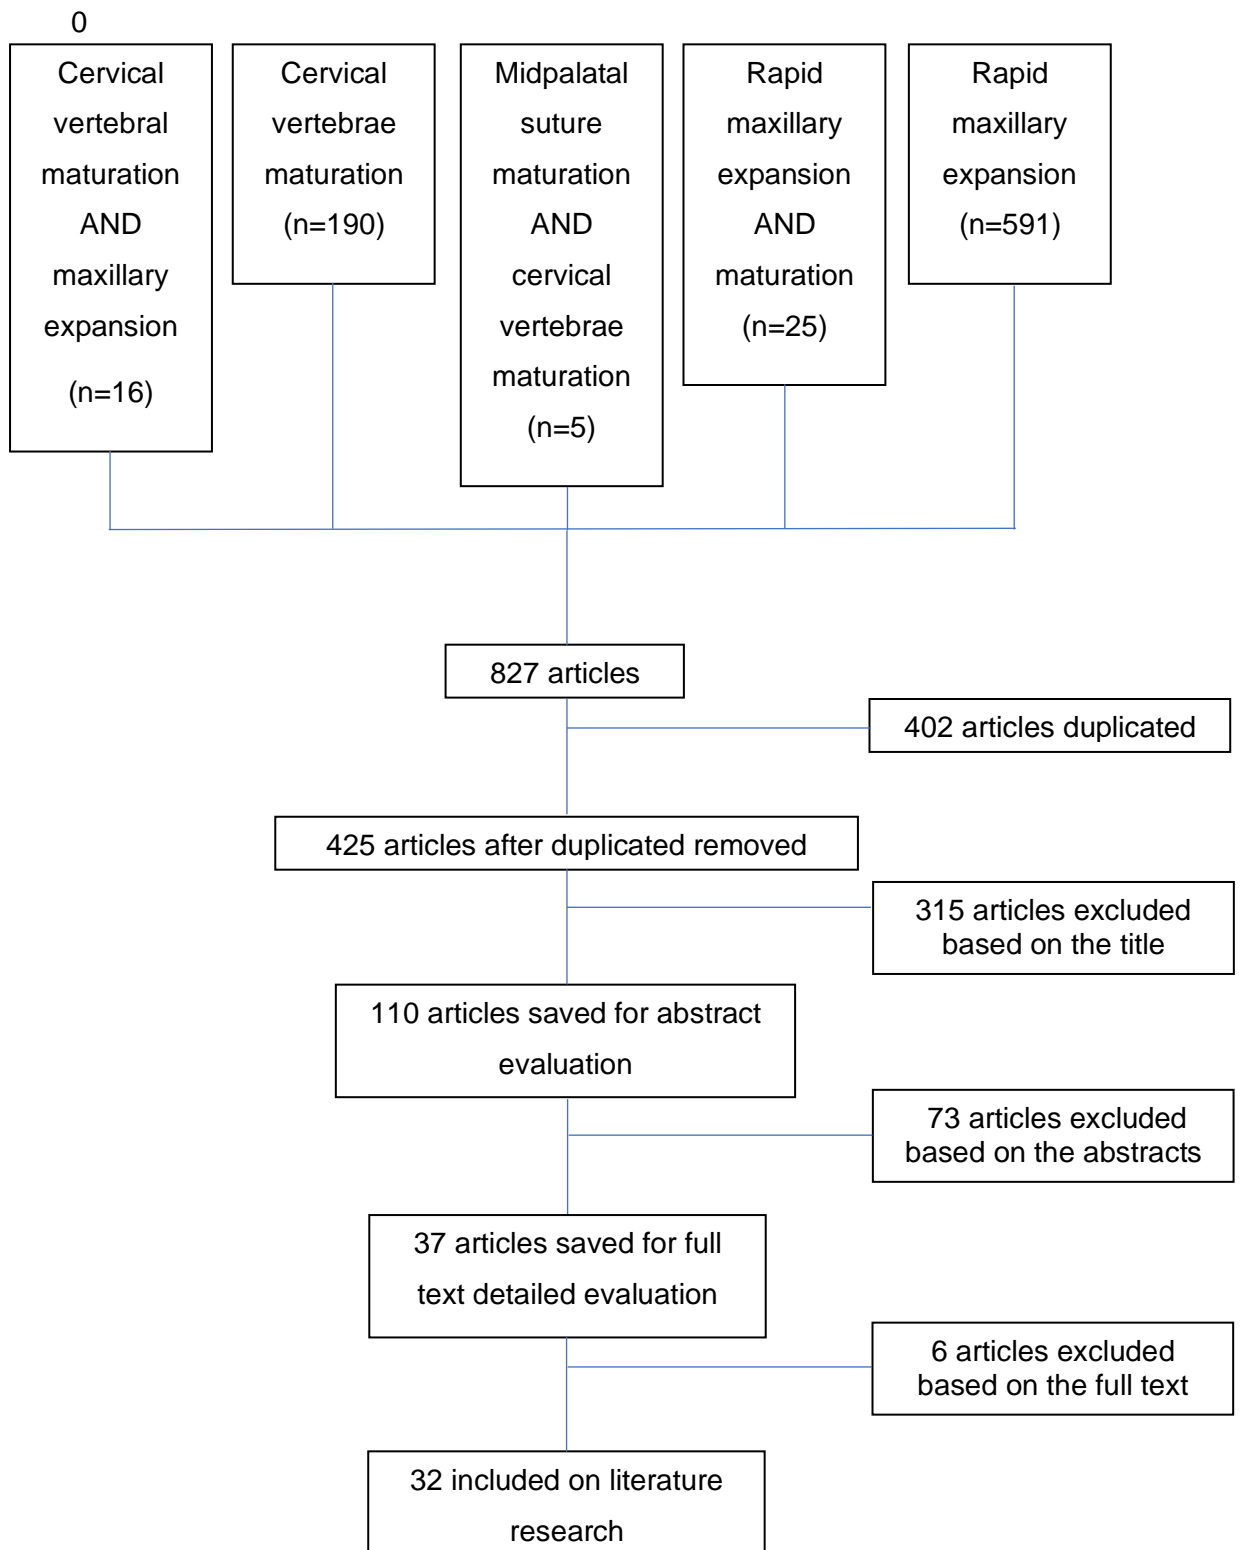 0
Cervical
vertebral
maturation
AND
maxillary
expansion
(n=16)
Cervical
vertebrae
maturation
(n=190)
Midpalatal
suture
maturation
AND
cervical
vertebrae
maturation
(n=5)
Rapid
maxillary
expansion
AND
maturation
(n=25)
Rapid
maxillary
expansion
(n=591)
827 articles
402 articles duplicated
425 articles after duplicated removed
315 articles excluded
based on the title
110 articles saved for abstract
evaluation
73 articles excluded
based on the abstracts
37 articles saved for full
text detailed evaluation
6 articles excluded
based on the full text
32 included on literature
research